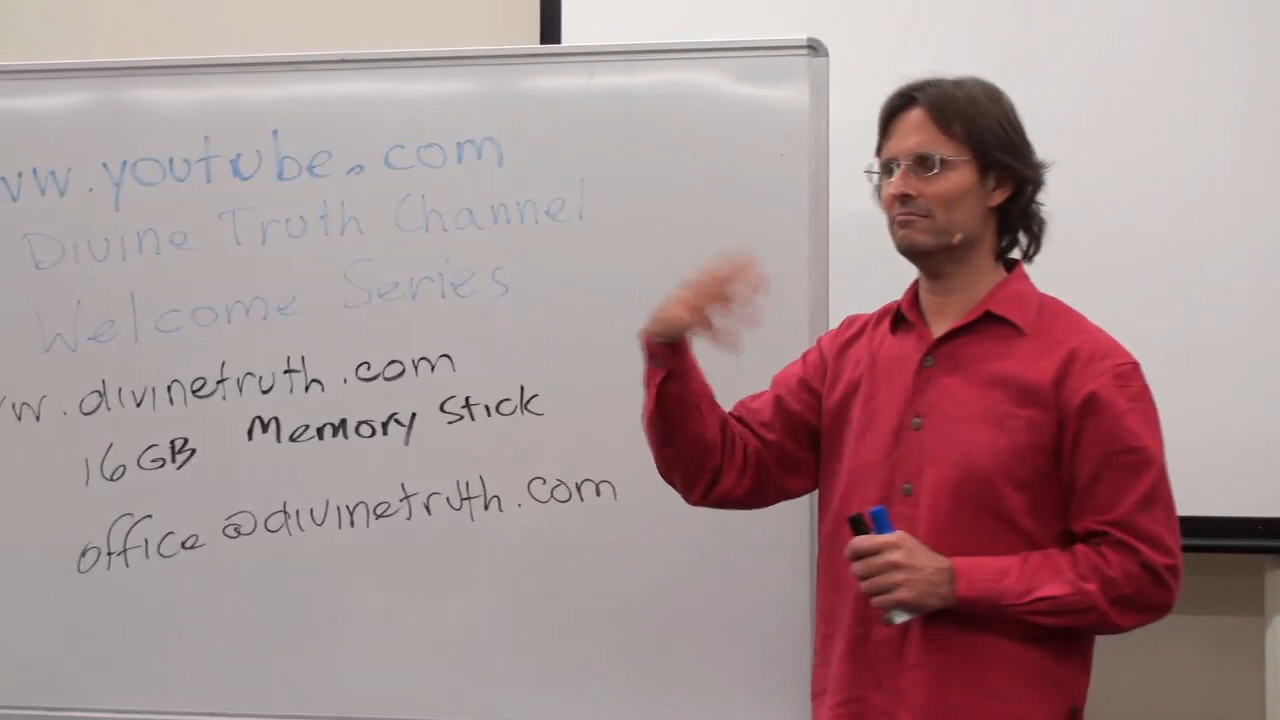 vw.youtube.com
Divine Truth Channel
Welcome Series
w.divinetruth.com
16GB Memory Stick
office@divinetruth.com